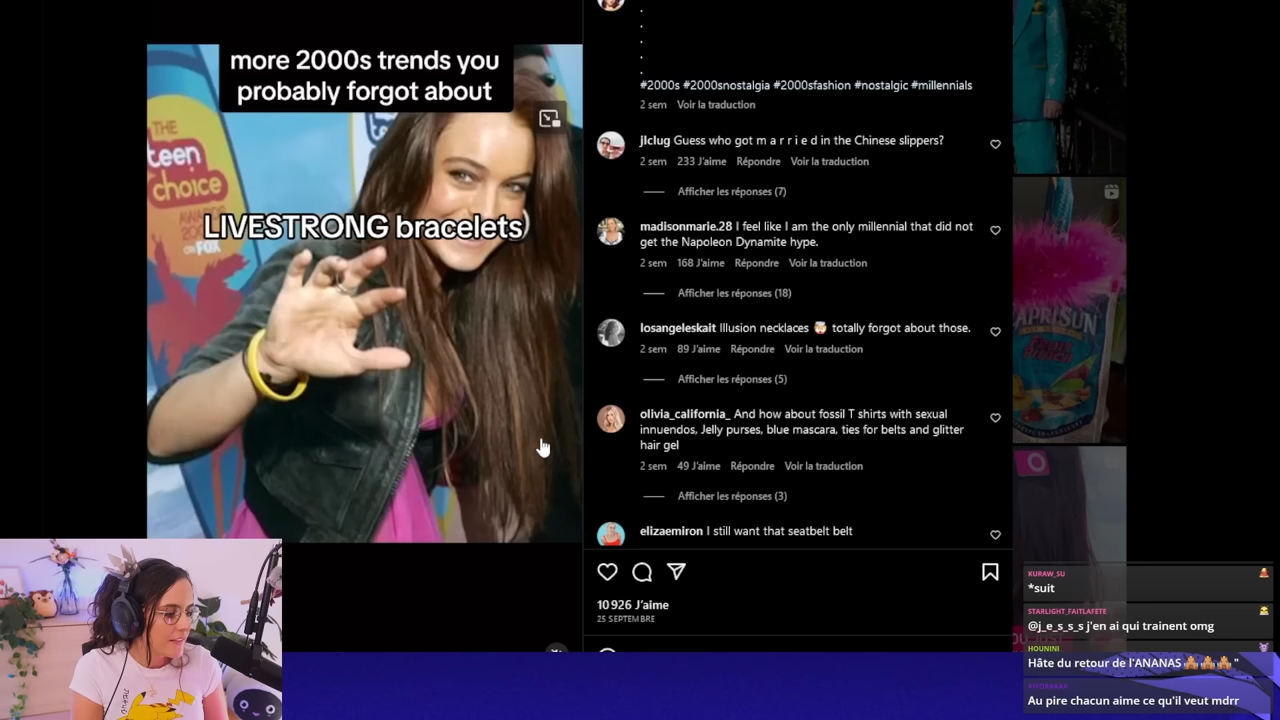 more 2000s trends you
probably forgot about
THE
teen
choice
AWARDS
ON FOX
LIVESTRONG bracelets
#2000s #2000snostalgia #2000sfashion #nostalgic #millennials
2 sem Voir la traduction
jlclug Guess who got m a r r i e d in the Chinese slippers?
2 sem 233 J'aime Répondre Voir la traduction
Afficher les réponses (7)
madisonmarie.28 I feel like I am the only millennial that did not
get the Napoleon Dynamite hype.
2 sem 168 J'aime Répondre Voir la traduction
Afficher les réponses (18)
losangeleskait Illusion necklaces 🤯 totally forgot about those.
2 sem 89 J'aime Répondre Voir la traduction
Afficher les réponses (5)
olivia_california_ And how about fossil T shirts with sexual
innuendos, Jelly purses, blue mascara, ties for belts and glitter
hair gel
2 sem 49 J'aime Répondre Voir la traduction
Afficher les réponses (3)
elizaemiron I still want that seatbelt belt
10 926 J'aime
25 SEPTEMBRE
CAPRI SUN
KURAW_SU
*suit
STARLIGHT_FAITLAFETE
@j_e_s_s_s j'en ai qui trainent omg
HOUNINI
Hâte du retour de l'ANANAS "
Au pire chacun aime ce qu'il veut mdrr